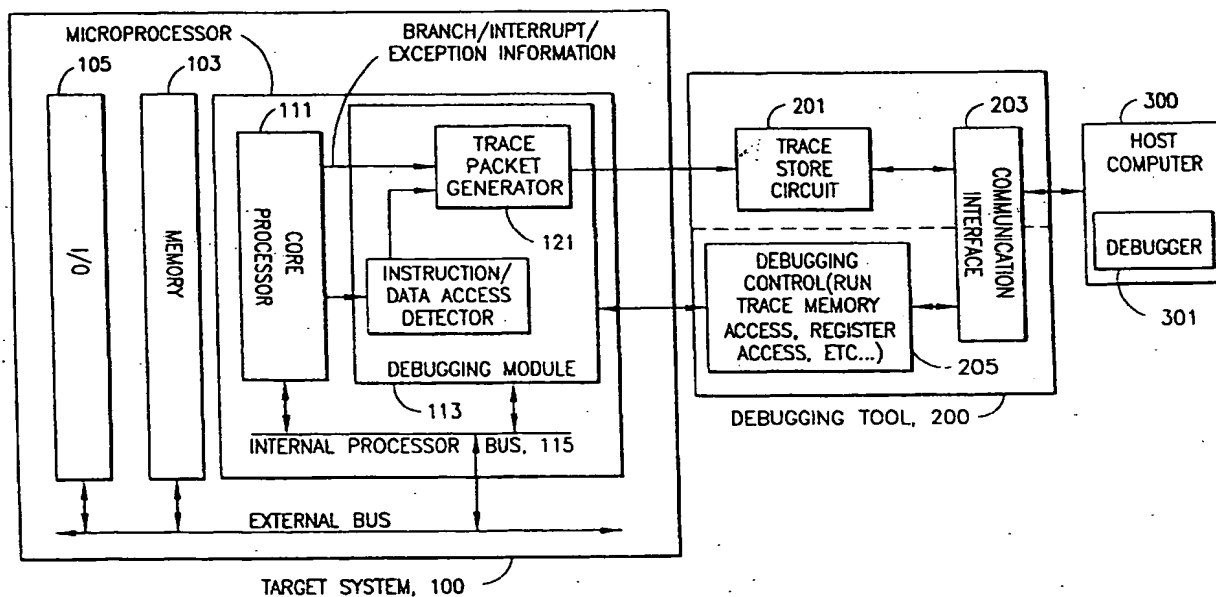 MICROPROCESSOR
BRANCH/INTERRUPT/
EXCEPTION INFORMATION
105
103
111
I/O
MEMORY
CORE
PROCESSOR
TRACE
PACKET
GENERATOR
121
INSTRUCTION/
DATA ACCESS
DETECTOR
DEBUGGING MODULE
113
INTERNAL PROCESSOR BUS, 115
EXTERNAL BUS
TARGET SYSTEM, 100
201
TRACE
STORE
CIRCUIT
203
COMMUNICATION
INTERFACE
DEBUGGING
CONTROL(RUN
TRACE MEMORY
ACCESS, REGISTER
ACCESS, ETC...)
205
DEBUGGING TOOL, 200
300
HOST
COMPUTER
DEBUGGER
301